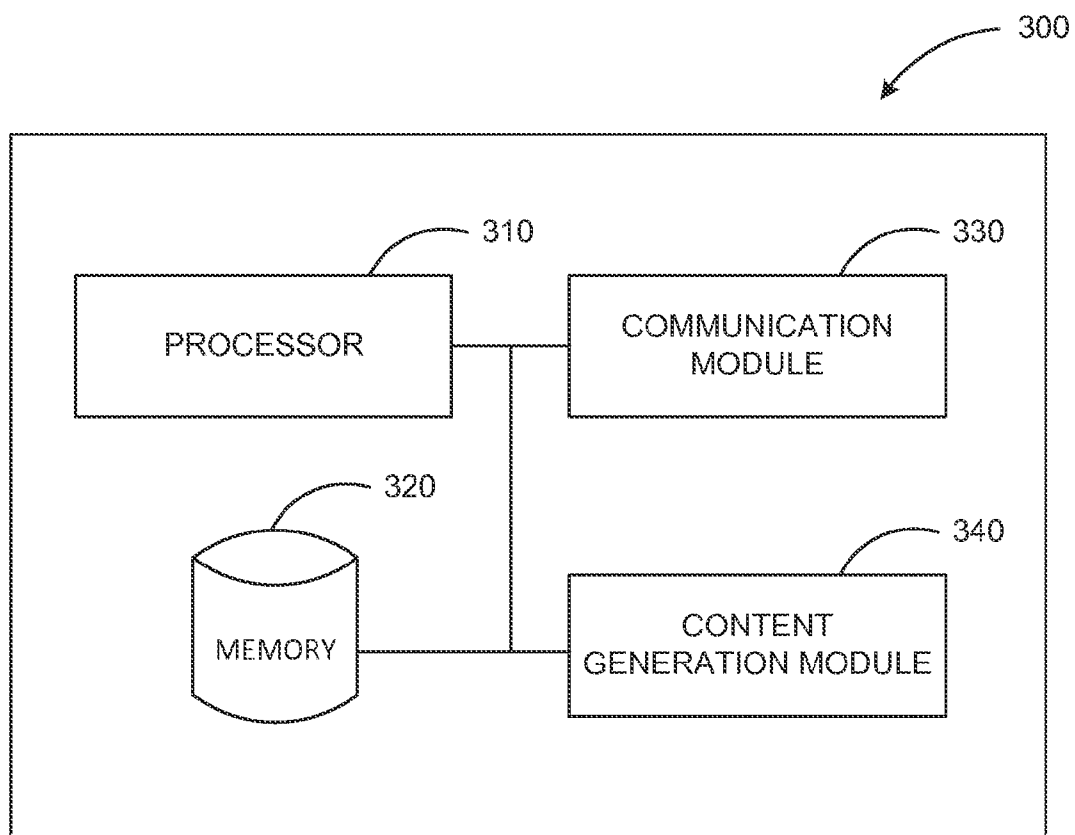 300
310
330
PROCESSOR
COMMUNICATION
MODULE
320
340
MEMORY
CONTENT
GENERATION MODULE